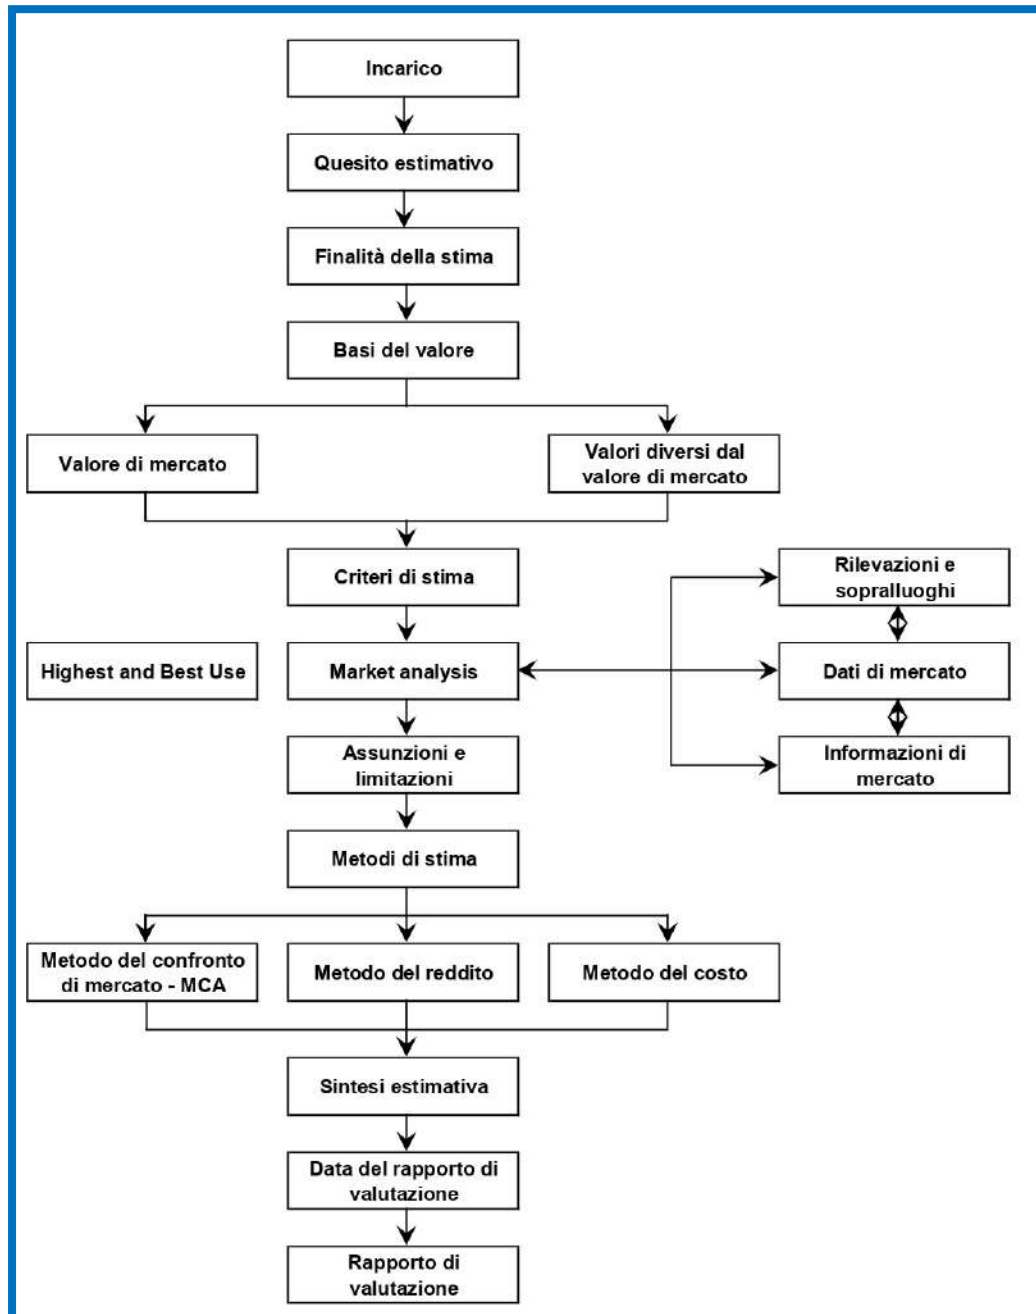 Incarico
Quesito estimativo
Finalità della stima
Basi del valore
Valore di mercato
Valori diversi dal
valore di mercato
Criteri di stima
Rilevazioni e
sopralluoghi
Highest and Best Use
Market analysis
Dati di mercato
Assunzioni e
limitazioni
Informazioni di
mercato
Metodi di stima
Metodo del confronto
di mercato - MCA
Metodo del reddito
Metodo del costo
Sintesi estimativa
Data del rapporto di
valutazione
Rapporto di
valutazione